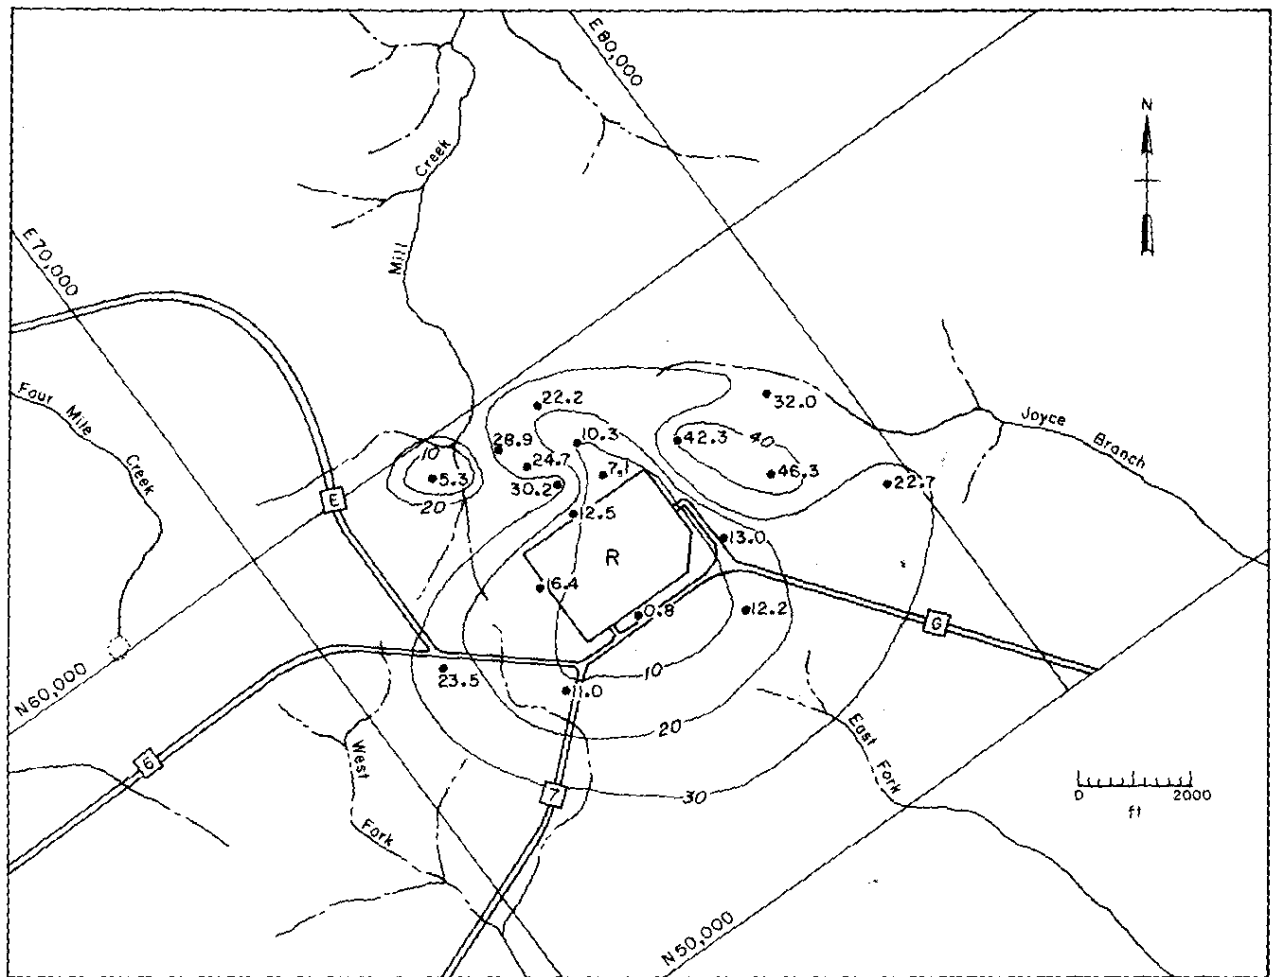 E80,000
N
Creek
Mill
E70,000
Four Mile Creek
Joyce Branch
22.2
32.0
10.3
42.3
40
28.9
10
24.7
7.1
46.3
5.3
30.2
22.7
20
E
12.5
13.0
R
16.4
0.8
12.2
G
N60,000
23.5
10
11.0
20
East Fork
West Fork
6
7
30
0 2000
ft
N50,000